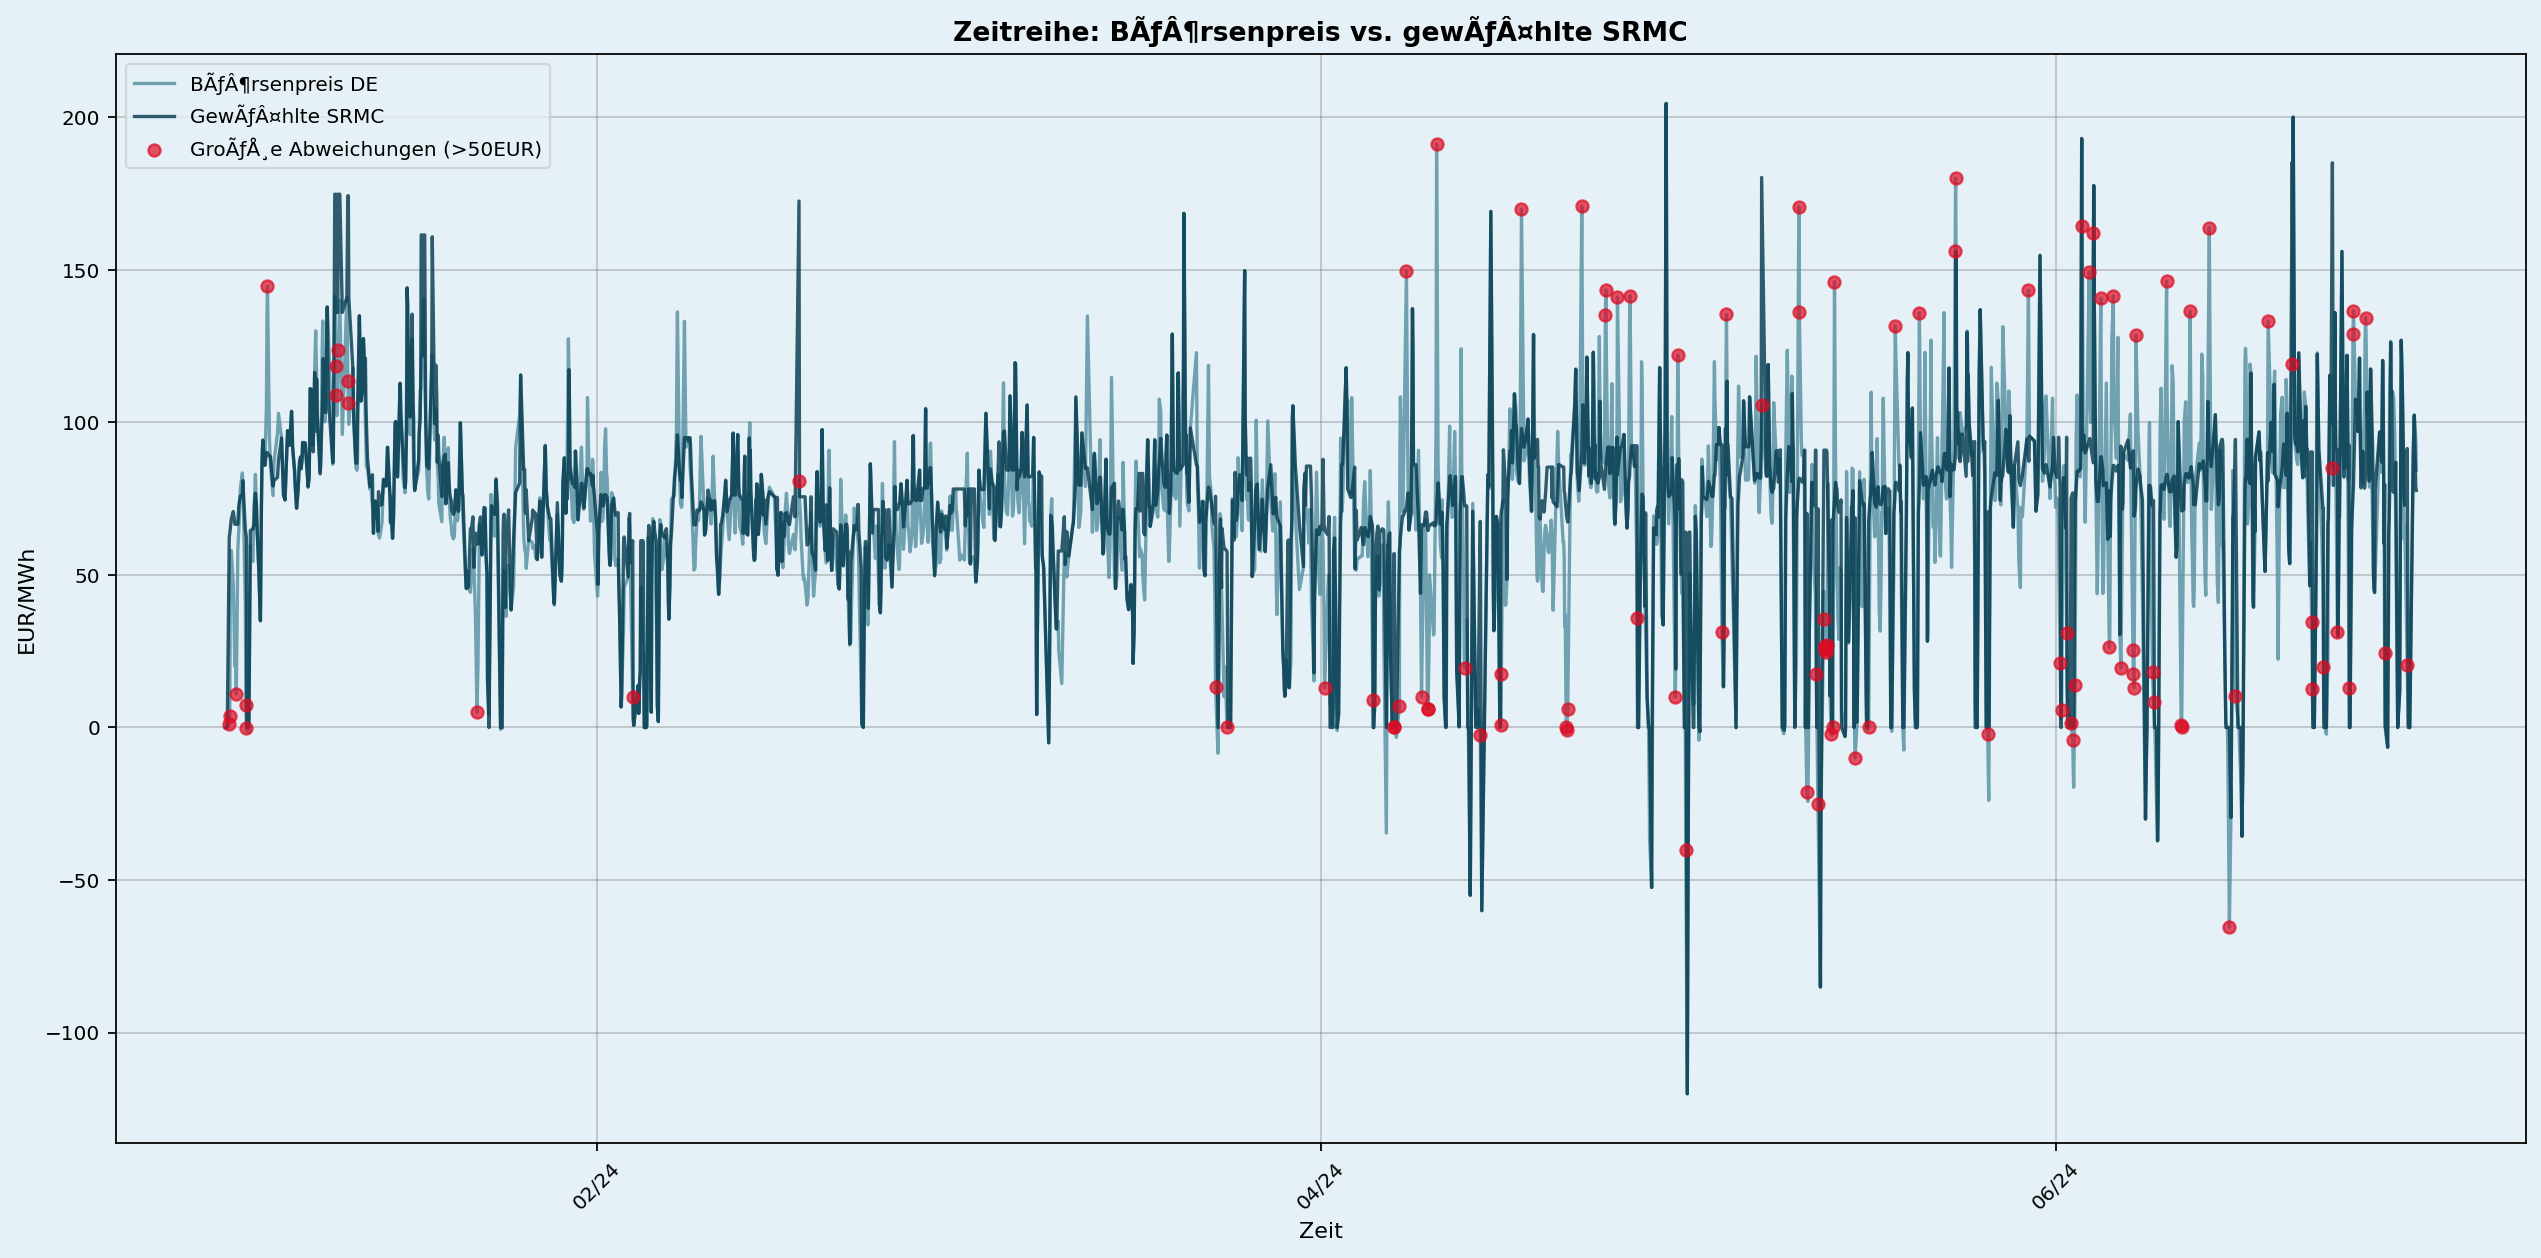 Zeitreihe: BÃƒÂ¶rsenpreis vs. gewÃƒÂ¤hlte SRMC
BÃƒÂ¶rsenpreis DE
GewÃƒÂ¤hlte SRMC
GroÃƒÅ¸e Abweichungen (>50EUR)
200
150
100
50
0
−50
−100
EUR/MWh
02/24
04/24
06/24
Zeit